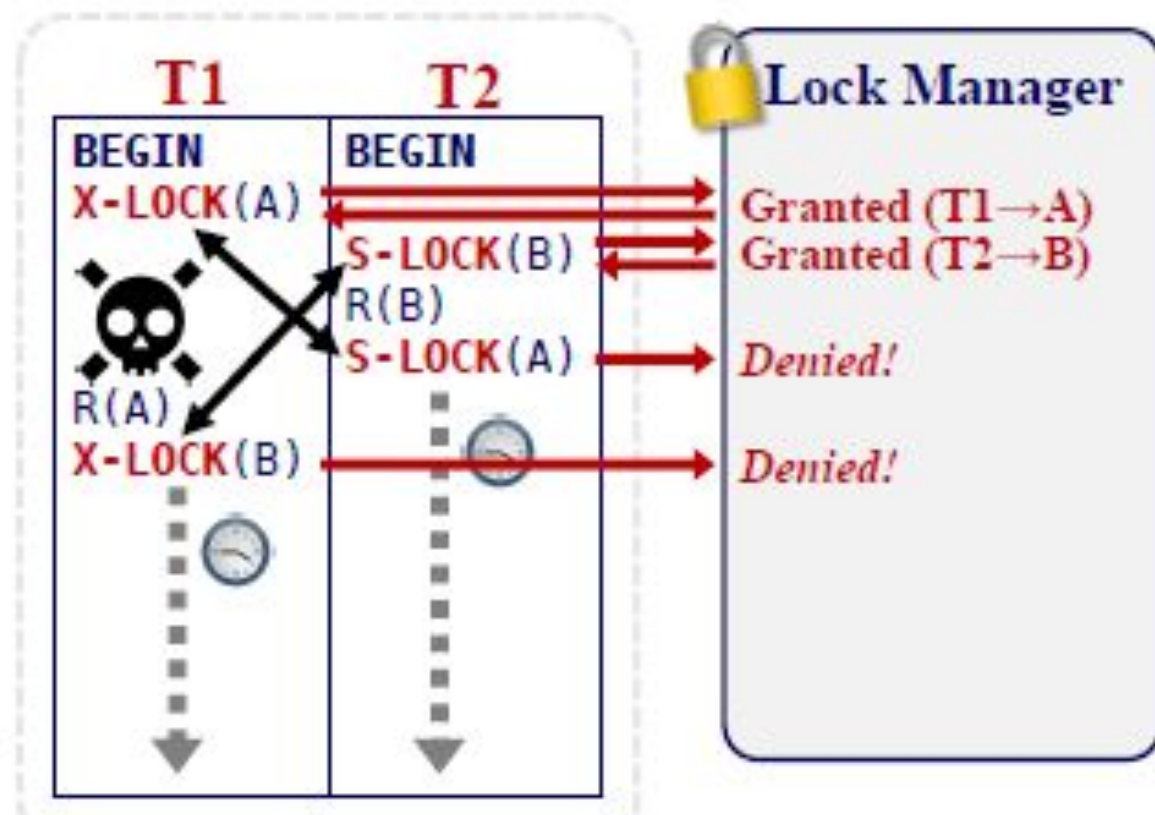 T1 T2
Lock Manager
BEGIN BEGIN
X-LOCK(A)
Granted (T1→A)
S-LOCK(B)
Granted (T2→B)
R(B)
S-LOCK(A)
Denied!
R(A)
X-LOCK(B)
Denied!